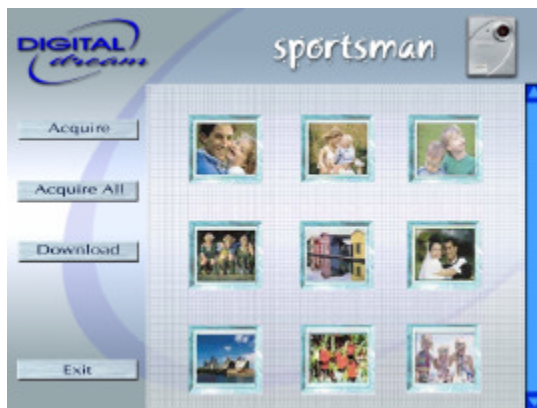 DIGITAL
dream
sportsman
Acquire
Acquire All
Download
Exit